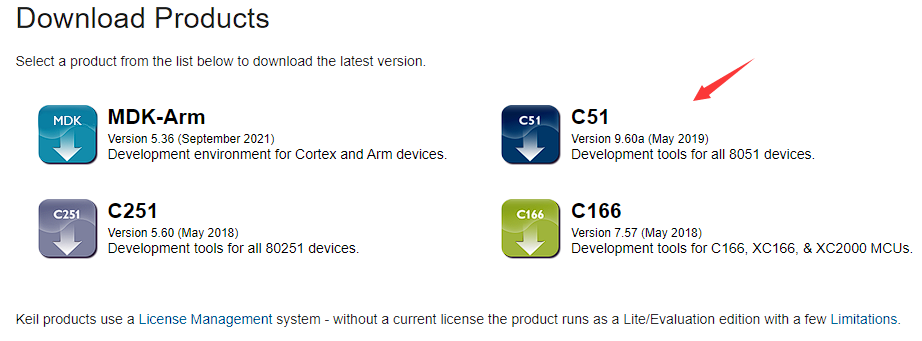 Download Products
Select a product from the list below to download the latest version.
MDK
MDK-Arm
Version 5.36 (September 2021)
Development environment for Cortex and Arm devices.
C51
C51
Version 9.60a (May 2019)
Development tools for all 8051 devices.
C251
C251
Version 5.60 (May 2018)
Development tools for all 80251 devices.
C166
C166
Version 7.57 (May 2018)
Development tools for C166, XC166, & XC2000 MCUs.
Keil products use a License Management system - without a current license the product runs as a Lite/Evaluation edition with a few Limitations.